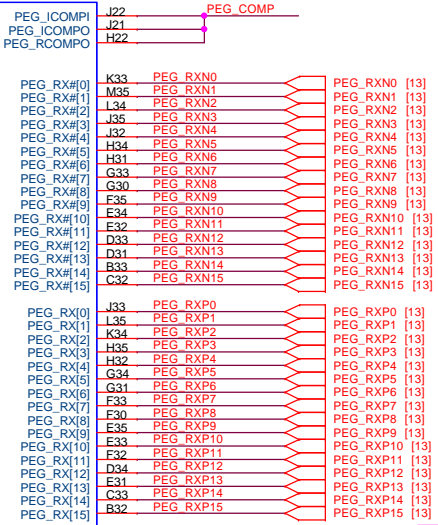 PEG_ICOMPI J22 PEG_COMP
PEG_ICOMPO J21
PEG_RCOMPO H22
PEG_RX#[0] K33 PEG_RXN0 PEG_RXN0 [13]
PEG_RX#[1] M35 PEG_RXN1 PEG_RXN1 [13]
PEG_RX#[2] L34 PEG_RXN2 PEG_RXN2 [13]
PEG_RX#[3] J35 PEG_RXN3 PEG_RXN3 [13]
PEG_RX#[4] J32 PEG_RXN4 PEG_RXN4 [13]
PEG_RX#[5] H34 PEG_RXN5 PEG_RXN5 [13]
PEG_RX#[6] H31 PEG_RXN6 PEG_RXN6 [13]
PEG_RX#[7] G33 PEG_RXN7 PEG_RXN7 [13]
PEG_RX#[8] G30 PEG_RXN8 PEG_RXN8 [13]
PEG_RX#[9] F35 PEG_RXN9 PEG_RXN9 [13]
PEG_RX#[10] E34 PEG_RXN10 PEG_RXN10 [13]
PEG_RX#[11] E32 PEG_RXN11 PEG_RXN11 [13]
PEG_RX#[12] D33 PEG_RXN12 PEG_RXN12 [13]
PEG_RX#[13] D31 PEG_RXN13 PEG_RXN13 [13]
PEG_RX#[14] B33 PEG_RXN14 PEG_RXN14 [13]
PEG_RX#[15] C32 PEG_RXN15 PEG_RXN15 [13]
PEG_RX[0] J33 PEG_RXP0 PEG_RXP0 [13]
PEG_RX[1] L35 PEG_RXP1 PEG_RXP1 [13]
PEG_RX[2] K34 PEG_RXP2 PEG_RXP2 [13]
PEG_RX[3] H35 PEG_RXP3 PEG_RXP3 [13]
PEG_RX[4] H32 PEG_RXP4 PEG_RXP4 [13]
PEG_RX[5] G34 PEG_RXP5 PEG_RXP5 [13]
PEG_RX[6] G31 PEG_RXP6 PEG_RXP6 [13]
PEG_RX[7] F33 PEG_RXP7 PEG_RXP7 [13]
PEG_RX[8] F30 PEG_RXP8 PEG_RXP8 [13]
PEG_RX[9] E35 PEG_RXP9 PEG_RXP9 [13]
PEG_RX[10] E33 PEG_RXP10 PEG_RXP10 [13]
PEG_RX[11] F32 PEG_RXP11 PEG_RXP11 [13]
PEG_RX[12] D34 PEG_RXP12 PEG_RXP12 [13]
PEG_RX[13] E31 PEG_RXP13 PEG_RXP13 [13]
PEG_RX[14] C33 PEG_RXP14 PEG_RXP14 [13]
PEG_RX[15] B32 PEG_RXP15 PEG_RXP15 [13]